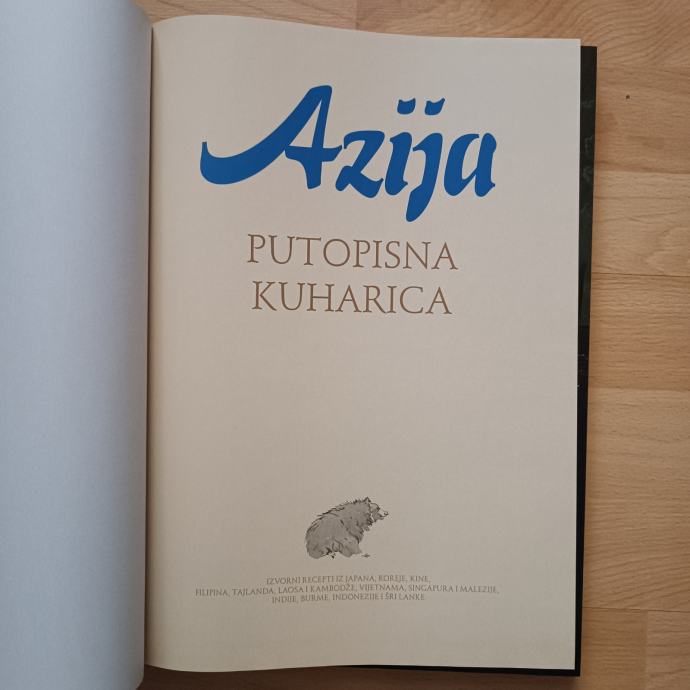 Azija
PUTOPISNA
KUHARICA
IZVORNI RECEPTI IZ JAPANA, KOREJE, KINE,
FILIPINA, TAJLANDA, LAOSA I KAMBODŽE, VIJETNAMA, SINGAPURA I MALEZIJE,
INDIJE, BURME, INDONEZIJE I ŠRI LANKE